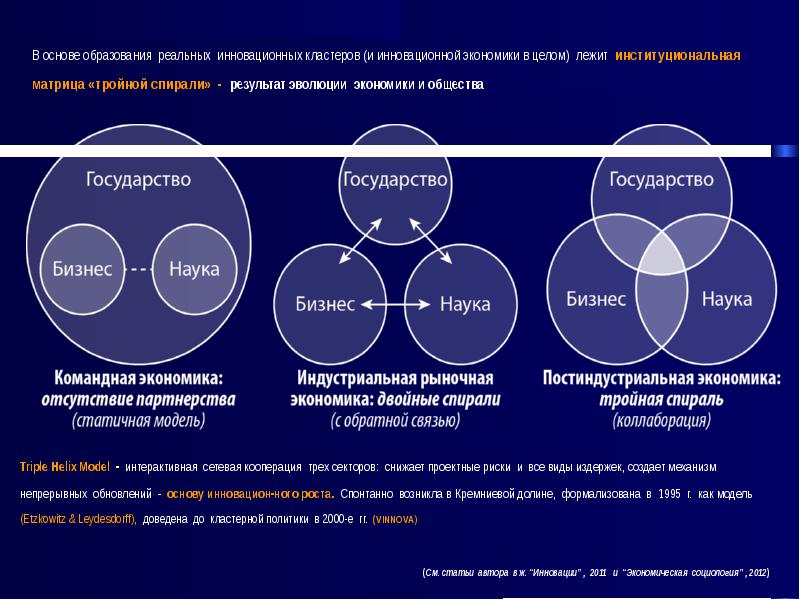 В основе образования реальных инновационных кластеров (и инновационной экономики в целом) лежит институциональная
матрица «тройной спирали» - результат эволюции экономики и общества
Государство
Бизнес
Наука
Командная экономика:
отсутствие партнерства
(статичная модель)
Государство
Бизнес
Наука
Индустриальная рыночная
экономика: двойные спирали
(с обратной связью)
Государство
Бизнес
Наука
Постиндустриальная экономика:
тройная спираль
(коллаборация)
Triple Helix Model - интерактивная сетевая кооперация трех секторов: снижает проектные риски и все виды издержек, создает механизм
непрерывных обновлений - основу инновацион-ного роста. Спонтанно возникла в Кремниевой долине, формализована в 1995 г. как модель
(Etzkowitz & Leydesdorff), доведена до кластерной политики в 2000-е гг. (VINNOVA)
(См. статьи автора в ж. "Инновации", 2011 и "Экономическая социология", 2012)